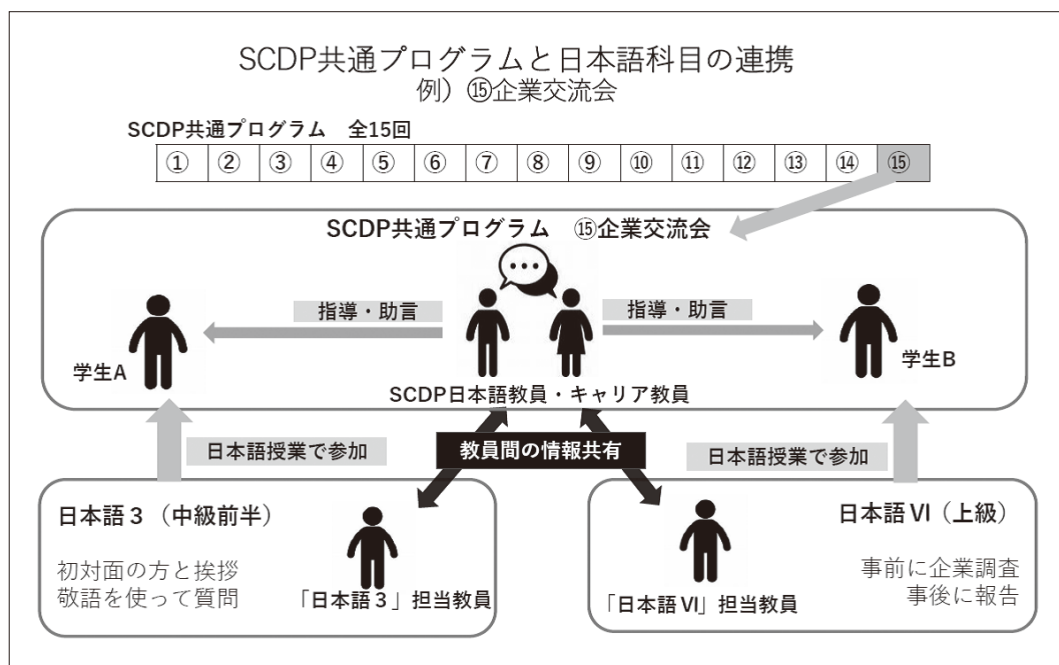 SCDP共通プログラムと日本語科目の連携
例）⑮企業交流会
SCDP共通プログラム　全15回
① ② ③ ④ ⑤ ⑥ ⑦ ⑧ ⑨ ⑩ ⑪ ⑫ ⑬ ⑭ ⑮
SCDP共通プログラム　⑮企業交流会
指導・助言
指導・助言
学生A
学生B
SCDP日本語教員・キャリア教員
日本語授業で参加
教員間の情報共有
日本語授業で参加
日本語３（中級前半）
初対面の方と挨拶
敬語を使って質問
「日本語３」担当教員
日本語Ⅵ（上級）
事前に企業調査
事後に報告
「日本語Ⅵ」担当教員